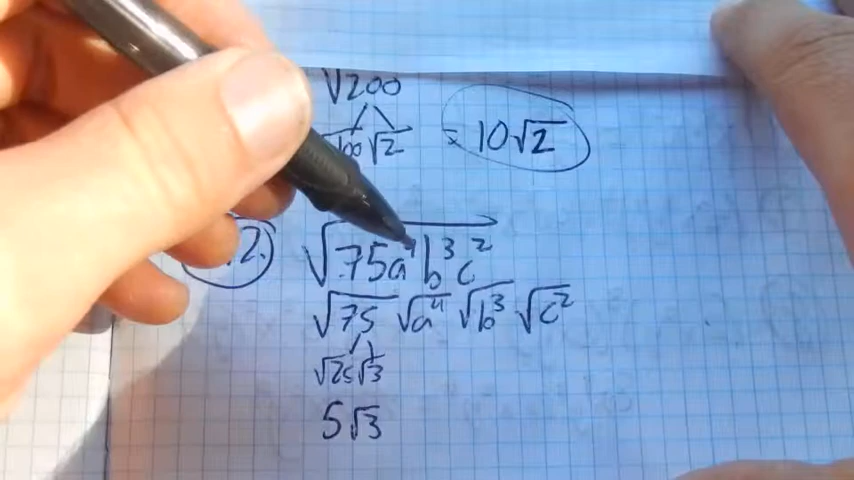 √200
√100 √2 = 10√2
2. √75a⁴b³c²
√75 √a⁴ √b³ √c²
√25 √3
5√3